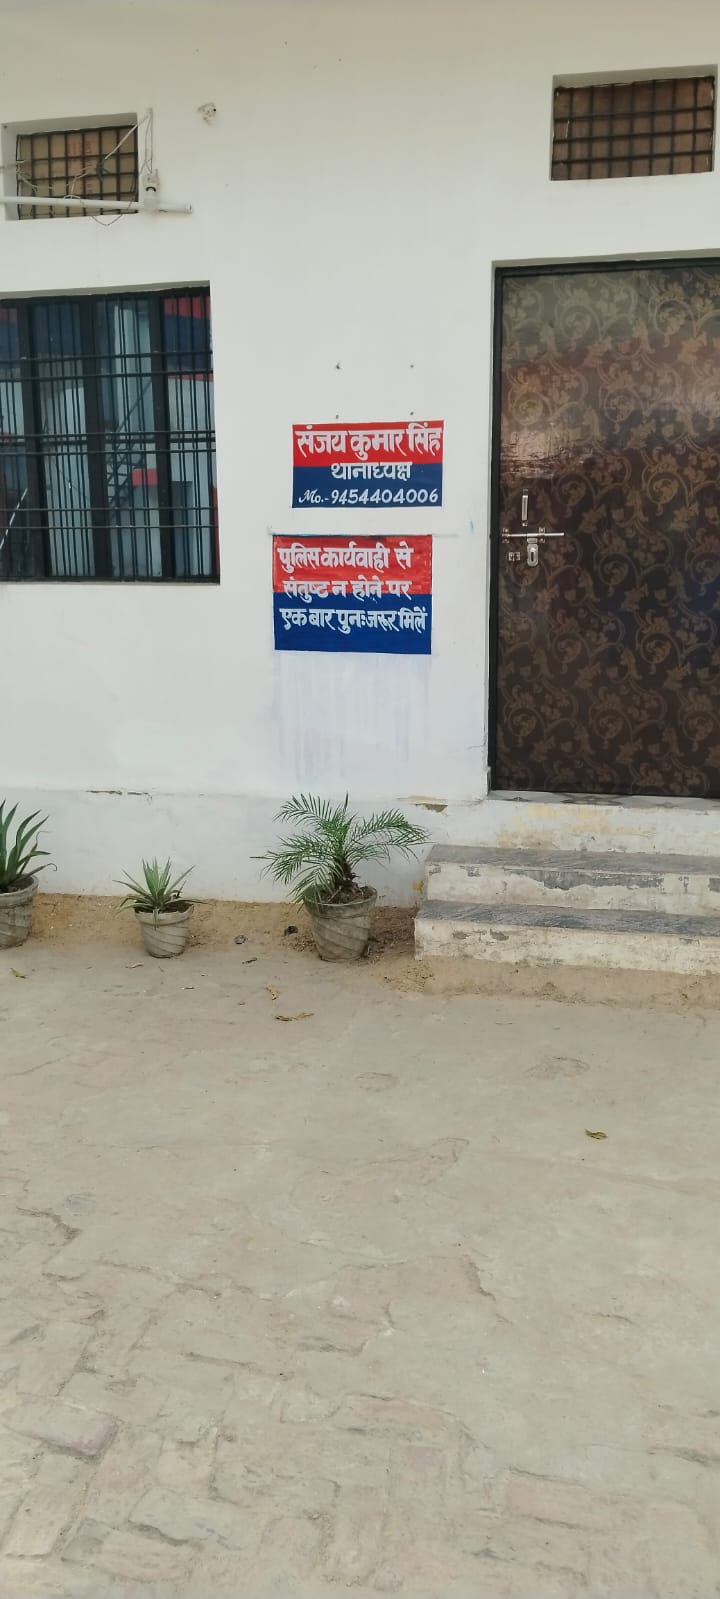 संजय कुमार सिंह
थानाध्यक्ष
Mo.-9454404006
पुलिस कार्यवाही से
संतुष्ट न होने पर
एक बार पुनः जरूर मिलें